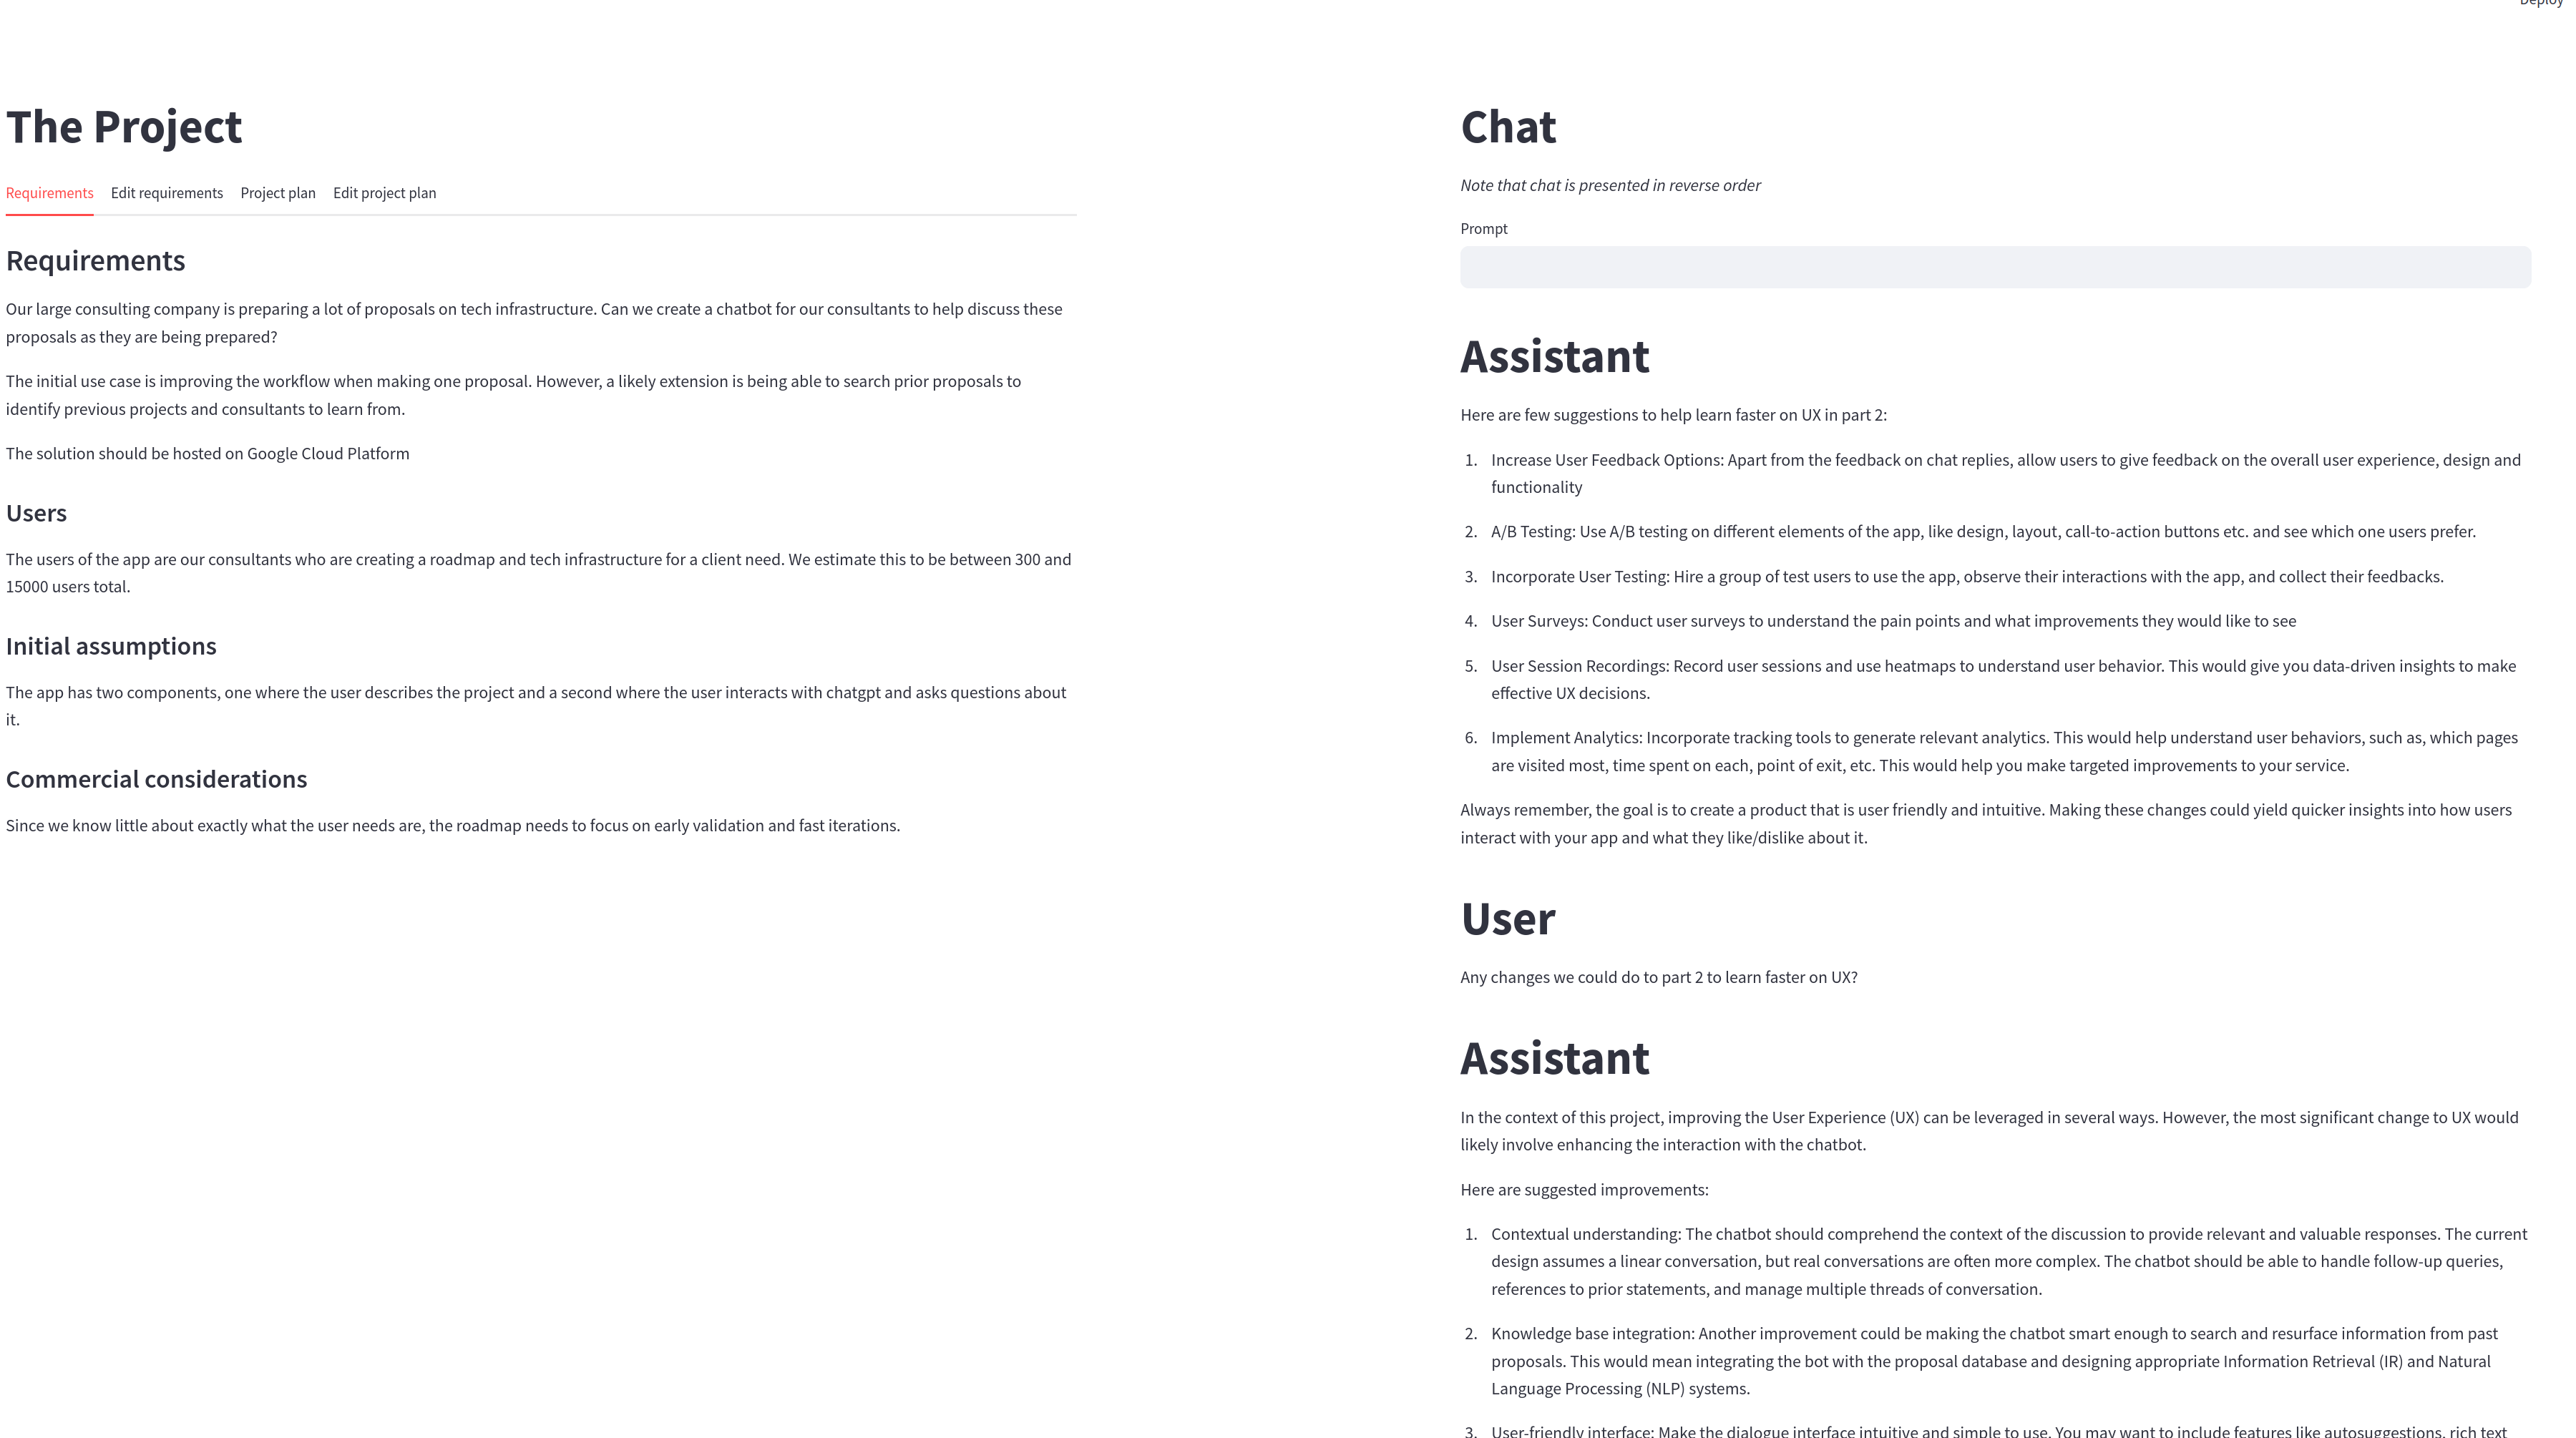 Deploy
The Project
Requirements
Edit requirements
Project plan
Edit project plan
Requirements
Our large consulting company is preparing a lot of proposals on tech infrastructure. Can we create a chatbot for our consultants to help discuss these
proposals as they are being prepared?
The initial use case is improving the workflow when making one proposal. However, a likely extension is being able to search prior proposals to
identify previous projects and consultants to learn from.
The solution should be hosted on Google Cloud Platform
Users
The users of the app are our consultants who are creating a roadmap and tech infrastructure for a client need. We estimate this to be between 300 and
15000 users total.
Initial assumptions
The app has two components, one where the user describes the project and a second where the user interacts with chatgpt and asks questions about
it.
Commercial considerations
Since we know little about exactly what the user needs are, the roadmap needs to focus on early validation and fast iterations.
Chat
Note that chat is presented in reverse order
Prompt
Assistant
Here are few suggestions to help learn faster on UX in part 2:
1. Increase User Feedback Options: Apart from the feedback on chat replies, allow users to give feedback on the overall user experience, design and
functionality
2. A/B Testing: Use A/B testing on different elements of the app, like design, layout, call-to-action buttons etc. and see which one users prefer.
3. Incorporate User Testing: Hire a group of test users to use the app, observe their interactions with the app, and collect their feedbacks.
4. User Surveys: Conduct user surveys to understand the pain points and what improvements they would like to see
5. User Session Recordings: Record user sessions and use heatmaps to understand user behavior. This would give you data-driven insights to make
effective UX decisions.
6. Implement Analytics: Incorporate tracking tools to generate relevant analytics. This would help understand user behaviors, such as, which pages
are visited most, time spent on each, point of exit, etc. This would help you make targeted improvements to your service.
Always remember, the goal is to create a product that is user friendly and intuitive. Making these changes could yield quicker insights into how users
interact with your app and what they like/dislike about it.
User
Any changes we could do to part 2 to learn faster on UX?
Assistant
In the context of this project, improving the User Experience (UX) can be leveraged in several ways. However, the most significant change to UX would
likely involve enhancing the interaction with the chatbot.
Here are suggested improvements:
1. Contextual understanding: The chatbot should comprehend the context of the discussion to provide relevant and valuable responses. The current
design assumes a linear conversation, but real conversations are often more complex. The chatbot should be able to handle follow-up queries,
references to prior statements, and manage multiple threads of conversation.
2. Knowledge base integration: Another improvement could be making the chatbot smart enough to search and resurface information from past
proposals. This would mean integrating the bot with the proposal database and designing appropriate Information Retrieval (IR) and Natural
Language Processing (NLP) systems.
3. User-friendly interface: Make the dialogue interface intuitive and simple to use. You may want to include features like autosuggestions, rich text